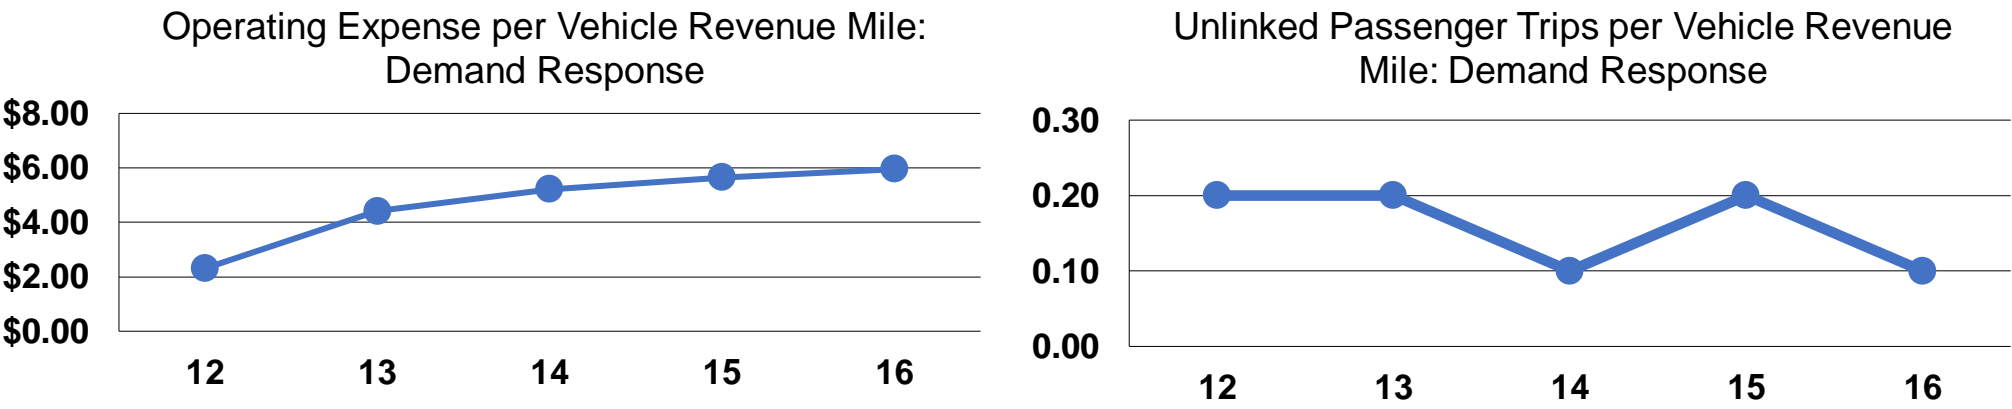 Operating Expense per Vehicle Revenue Mile:
Demand Response
$8.00
$6.00
$4.00
$2.00
$0.00
12 13 14 15 16
Unlinked Passenger Trips per Vehicle Revenue
Mile: Demand Response
0.30
0.20
0.10
0.00
12 13 14 15 16